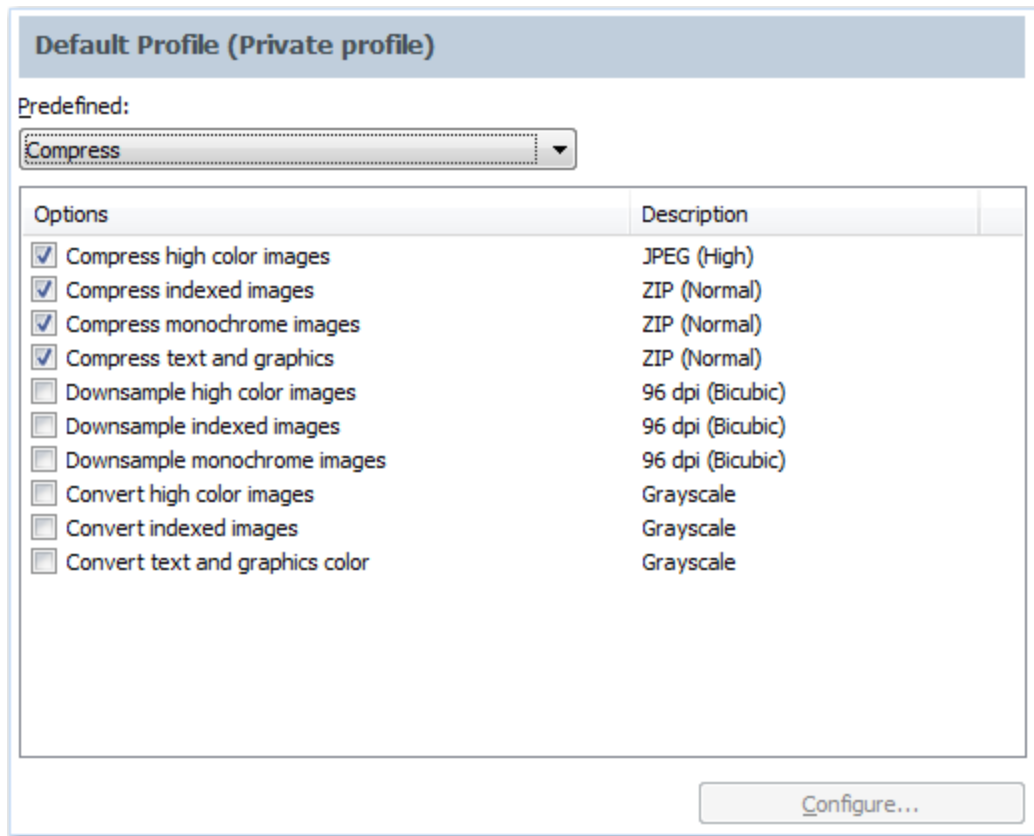 Default Profile (Private profile)
Predefined:
Compress
Options Description
Compress high color images JPEG (High)
Compress indexed images ZIP (Normal)
Compress monochrome images ZIP (Normal)
Compress text and graphics ZIP (Normal)
Downsample high color images 96 dpi (Bicubic)
Downsample indexed images 96 dpi (Bicubic)
Downsample monochrome images 96 dpi (Bicubic)
Convert high color images Grayscale
Convert indexed images Grayscale
Convert text and graphics color Grayscale
Configure...